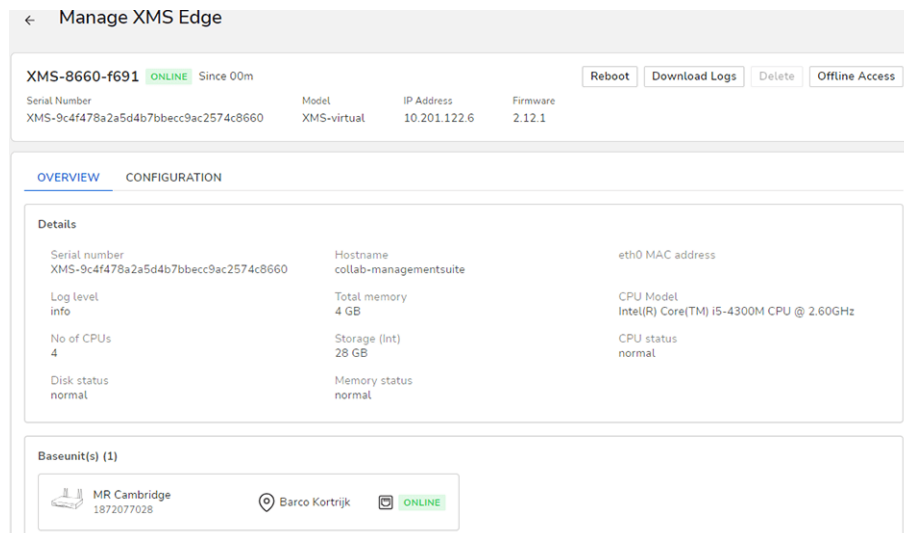 Manage XMS Edge
XMS-8660-f691 ONLINE Since 00m Reboot Download Logs Delete Offline Access
Serial Number Model IP Address Firmware
XMS-9c4f478a2a5d4b7bbecc9ac2574c8660 XMS-virtual 10.201.122.6 2.12.1
OVERVIEW CONFIGURATION
Details
Serial number Hostname eth0 MAC address
XMS-9c4f478a2a5d4b7bbecc9ac2574c8660 collab-managementsuite
Log level Total memory CPU Model
info 4 GB Intel(R) Core(TM) i5-4300M CPU @ 2.60GHz
No of CPUs Storage (Int) CPU status
4 28 GB normal
Disk status Memory status
normal normal
Baseunit(s) (1)
MR Cambridge Barco Kortrijk ONLINE
1872077028